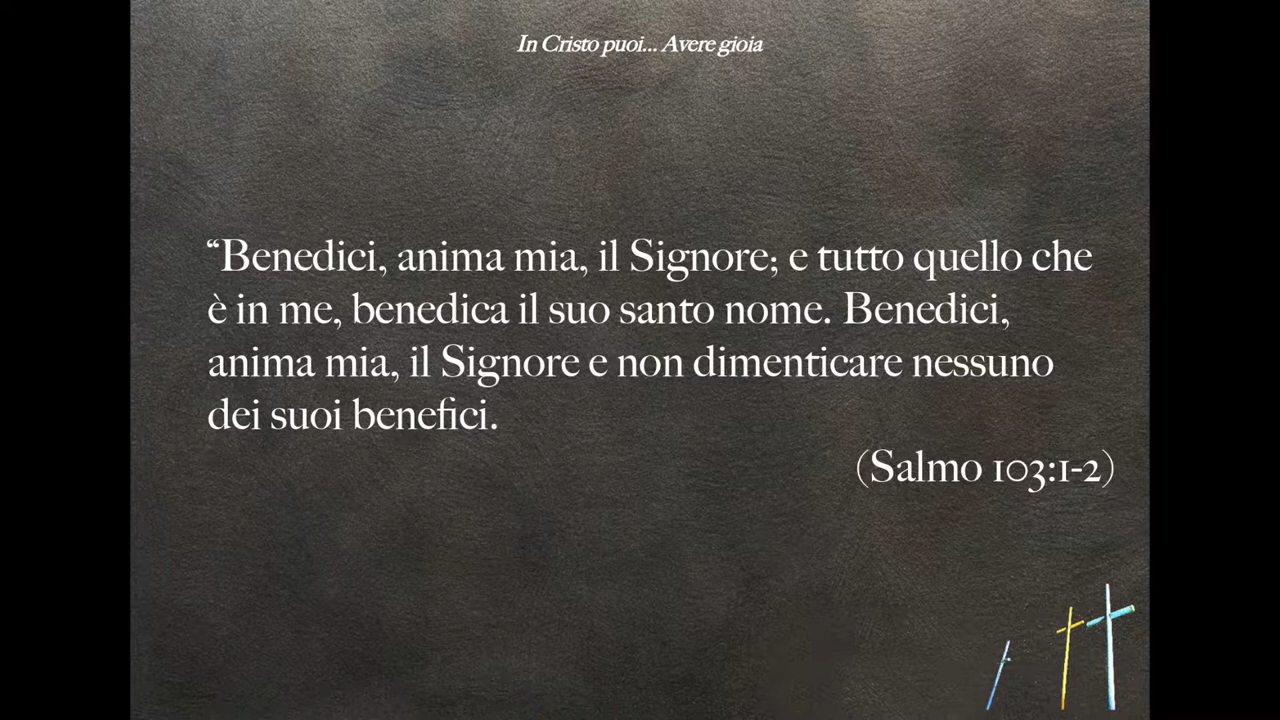 In Cristo puoi... Avere gioia
“Benedici, anima mia, il Signore; e tutto quello che
è in me, benedica il suo santo nome. Benedici,
anima mia, il Signore e non dimenticare nessuno
dei suoi benefici.
(Salmo 103:1-2)